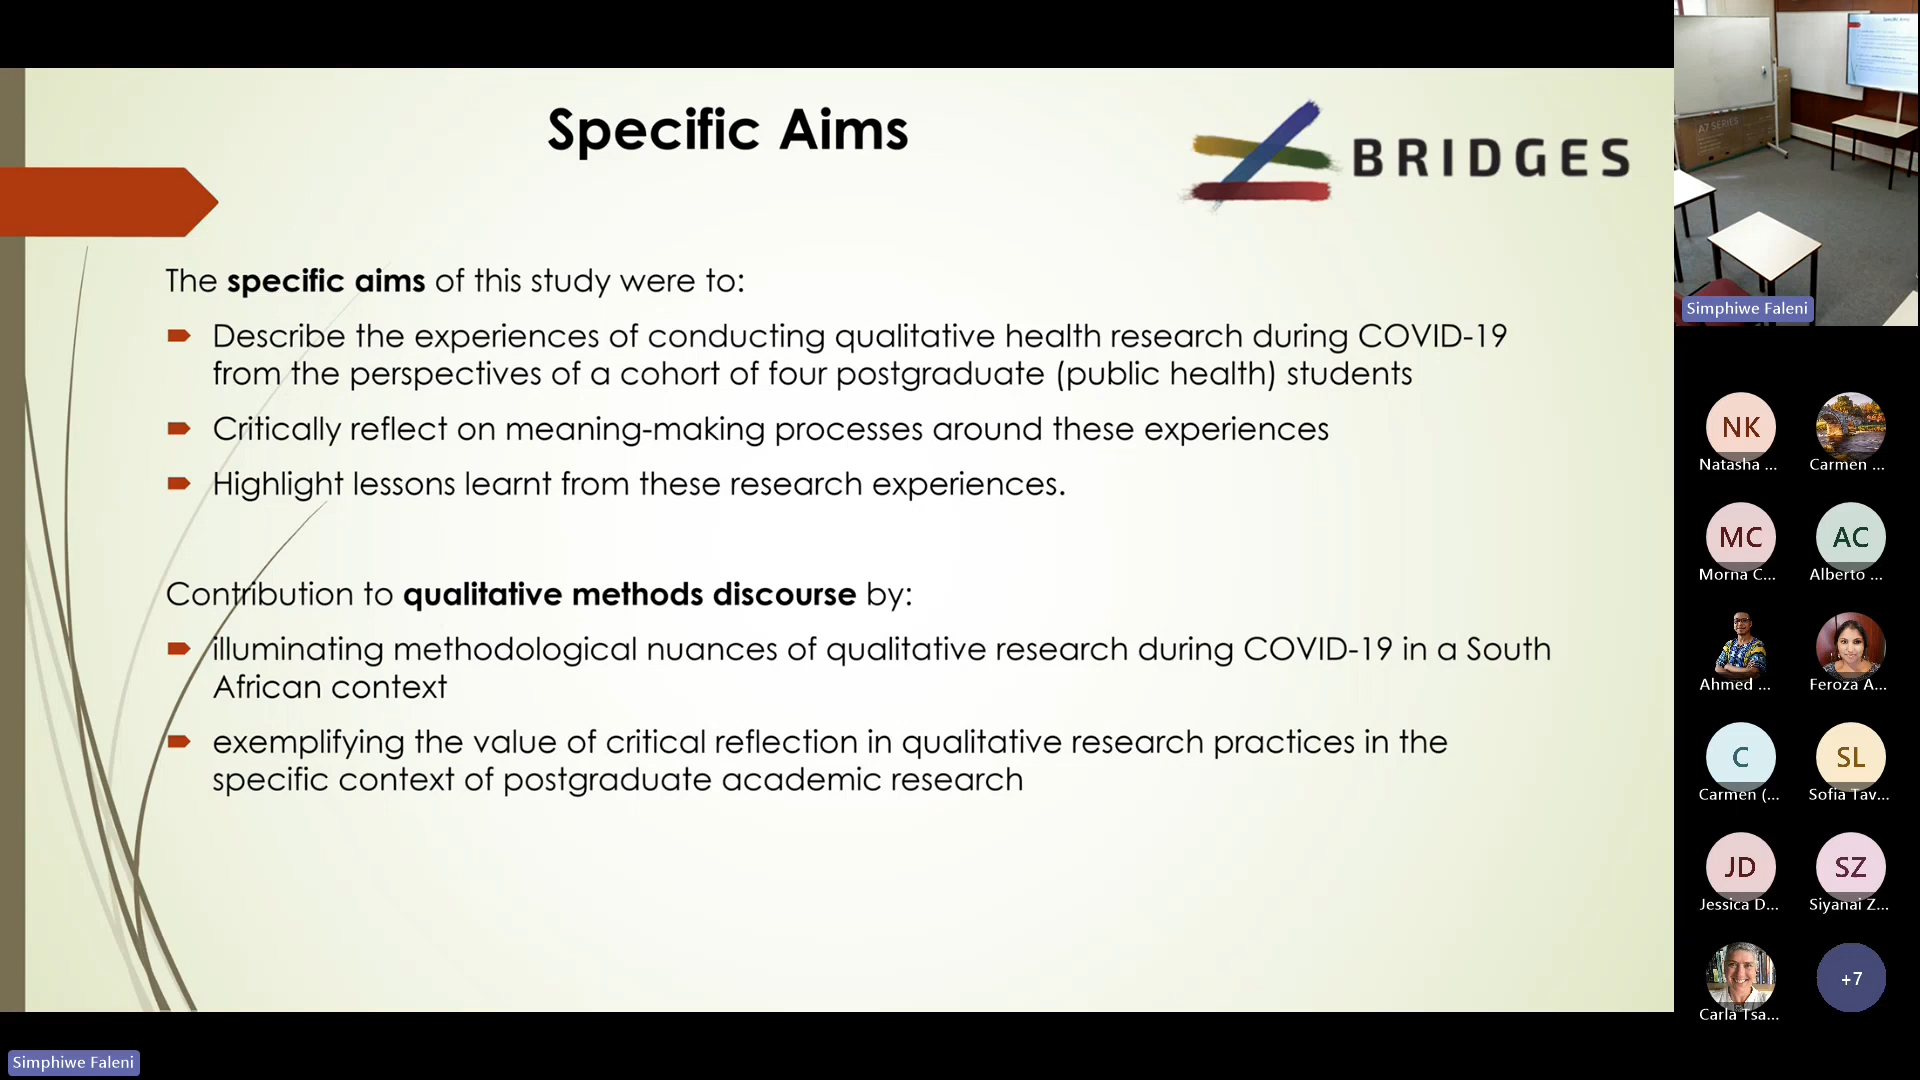 Specific Aims
BRIDGES
The specific aims of this study were to:
Describe the experiences of conducting qualitative health research during COVID-19
from the perspectives of a cohort of four postgraduate (public health) students
Critically reflect on meaning-making processes around these experiences
Highlight lessons learnt from these research experiences.
Contribution to qualitative methods discourse by:
illuminating methodological nuances of qualitative research during COVID-19 in a South
African context
exemplifying the value of critical reflection in qualitative research practices in the
specific context of postgraduate academic research
Simphiwe Faleni
Specific Aims
A7 SERIES
Simphiwe Faleni
NK
Natasha ...
Carmen ...
MC
Morna C...
AC
Alberto ...
Ahmed ...
Feroza A...
C
Carmen (...
SL
Sofia Tav...
JD
Jessica D...
SZ
Siyanai Z...
Carla Tsa...
+7